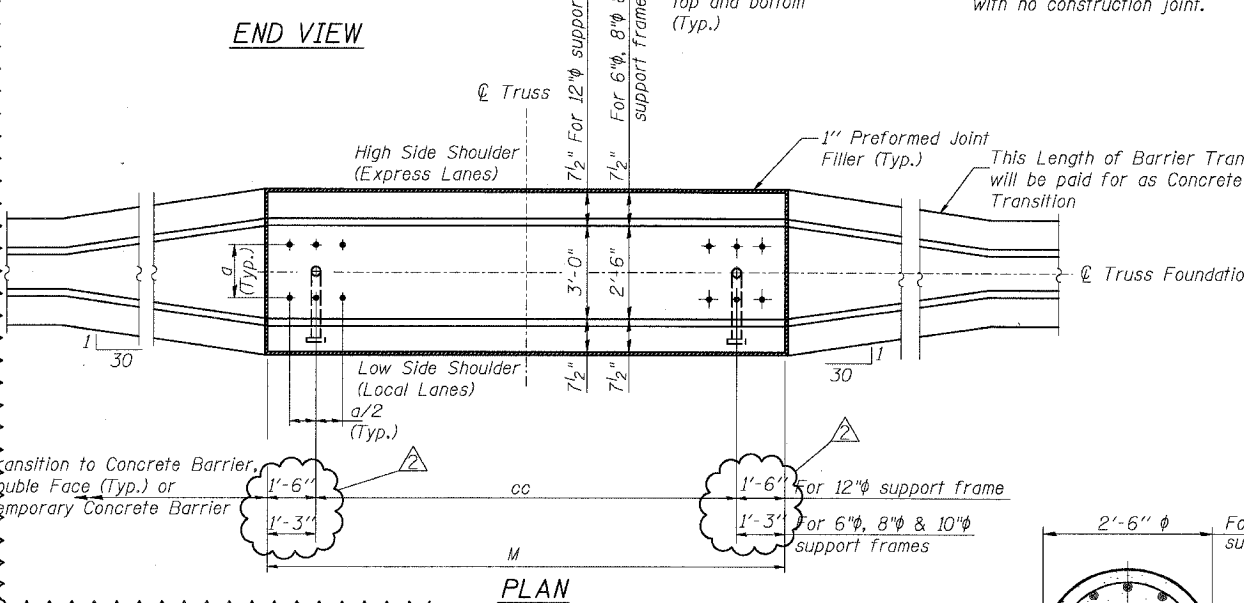 END VIEW
7½" For 12"ϕ suppor
7½" For 6"ϕ, 8"ϕ &
support frame
Top and bottom
(Typ.)
with no construction joint.
℄ Truss
High Side Shoulder
(Express Lanes)
1" Preformed Joint
Filler (Typ.)
This Length of Barrier Tran
will be paid for as Concrete
Transition
a
(Typ.)
3'-0"
2'-6"
℄ Truss Foundatio
1
30
Low Side Shoulder
(Local Lanes)
7½"
7½"
1
30
a/2
(Typ.)
2
2
ansition to Concrete Barrier,
ouble Face (Typ.) or
emporary Concrete Barrier
1'-6"
cc
1'-6"
For 12"ϕ support frame
1'-3"
1'-3"
For 6"ϕ, 8"ϕ & 10"ϕ
support frames
M
PLAN
2'-6" ϕ
Fo
su